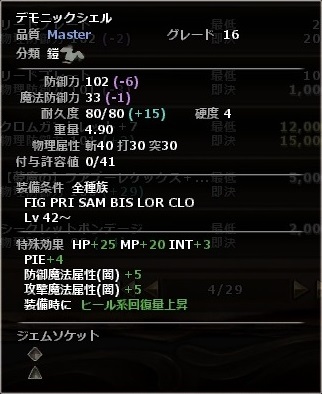 デモニックシェル
品質 Master グレード 16
分類 鎧
防御力 102 (-6)
魔法防御力 33 (-1)
耐久度 80/80 (+15) 硬度 4
重量 4.90
物理属性 斬40 打30 突30
付与許容値 0/41
装備条件 全種族
FIG PRI SAM BIS LOR CLO
Lv 42～
特殊効果 HP+25 MP+20 INT+3
PIE+4
防御魔法属性(闇) +5
攻撃魔法属性(闇) +5
装備時に ヒール系回復量上昇
4/29
ジェムソケット